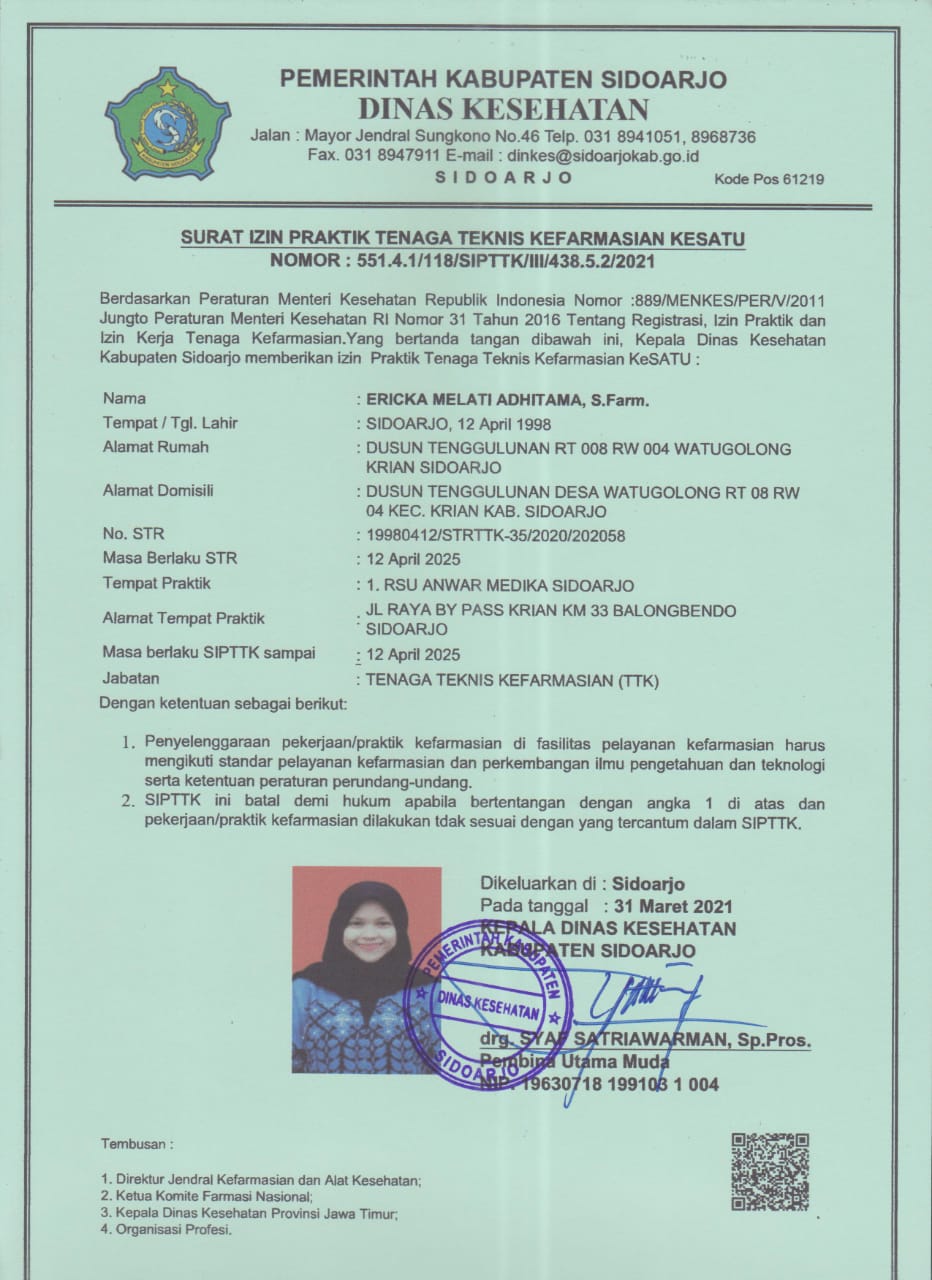 PEMERINTAH KABUPATEN SIDOARJO
DINAS KESEHATAN
Jalan : Mayor Jendral Sungkono No.46 Telp. 031 8941051, 8968736
Fax. 031 8947911 E-mail : dinkes@sidoarjokab.go.id
S I D O A R J O
Kode Pos 61219
KABUPATEN SIDOARJO
SURAT IZIN PRAKTIK TENAGA TEKNIS KEFARMASIAN KESATU
NOMOR : 551.4.1/118/SIPTTK/III/438.5.2/2021
Berdasarkan Peraturan Menteri Kesehatan Republik Indonesia Nomor :889/MENKES/PER/V/2011
Jungto Peraturan Menteri Kesehatan RI Nomor 31 Tahun 2016 Tentang Registrasi, Izin Praktik dan
Izin Kerja Tenaga Kefarmasian.Yang bertanda tangan dibawah ini, Kepala Dinas Kesehatan
Kabupaten Sidoarjo memberikan izin Praktik Tenaga Teknis Kefarmasian KeSATU :
Nama : ERICKA MELATI ADHITAMA, S.Farm.
Tempat / Tgl. Lahir : SIDOARJO, 12 April 1998
Alamat Rumah : DUSUN TENGGULUNAN RT 008 RW 004 WATUGOLONG
KRIAN SIDOARJO
Alamat Domisili : DUSUN TENGGULUNAN DESA WATUGOLONG RT 08 RW
04 KEC. KRIAN KAB. SIDOARJO
No. STR : 19980412/STRTTK-35/2020/202058
Masa Berlaku STR : 12 April 2025
Tempat Praktik : 1. RSU ANWAR MEDIKA SIDOARJO
Alamat Tempat Praktik : JL RAYA BY PASS KRIAN KM 33 BALONGBENDO
SIDOARJO
Masa berlaku SIPTTK sampai : 12 April 2025
Jabatan : TENAGA TEKNIS KEFARMASIAN (TTK)
Dengan ketentuan sebagai berikut:
1. Penyelenggaraan pekerjaan/praktik kefarmasian di fasilitas pelayanan kefarmasian harus
mengikuti standar pelayanan kefarmasian dan perkembangan ilmu pengetahuan dan teknologi
serta ketentuan peraturan perundang-undang.
2. SIPTTK ini batal demi hukum apabila bertentangan dengan angka 1 di atas dan
pekerjaan/praktik kefarmasian dilakukan tdak sesuai dengan yang tercantum dalam SIPTTK.
Dikeluarkan di : Sidoarjo
Pada tanggal : 31 Maret 2021
KEPALA DINAS KESEHATAN
KABUPATEN SIDOARJO
PEMERINTAH KABUPATEN
DINAS KESEHATAN
SIDOARJO
drg. SYAF SATRIAWARMAN, Sp.Pros.
Pembina Utama Muda
NIP. 19630718 199103 1 004
Tembusan :
1. Direktur Jendral Kefarmasian dan Alat Kesehatan;
2. Ketua Komite Farmasi Nasional;
3. Kepala Dinas Kesehatan Provinsi Jawa Timur;
4. Organisasi Profesi.